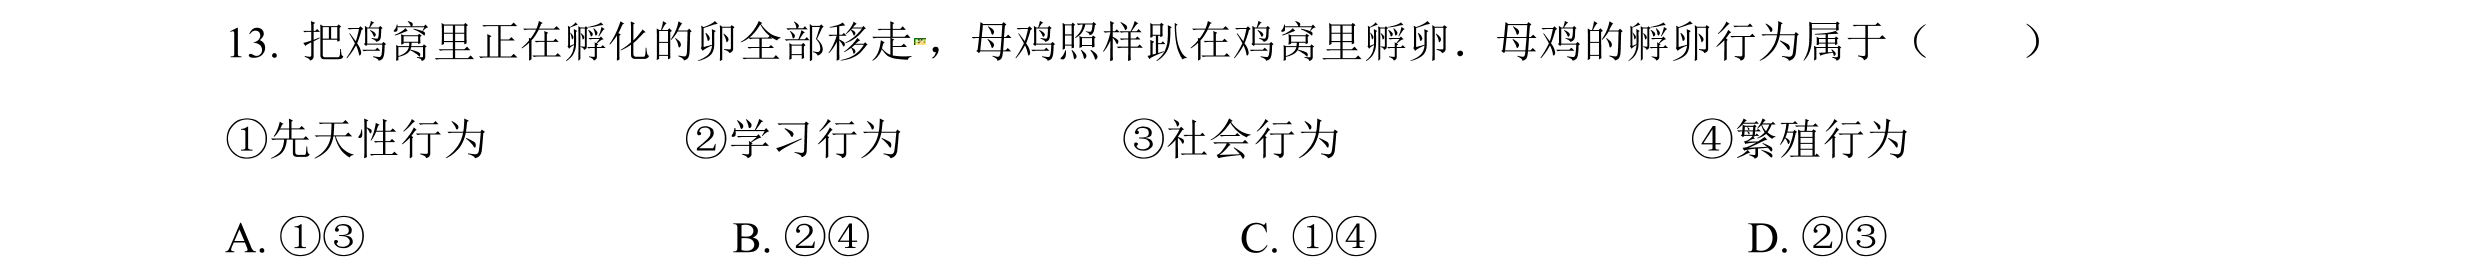 13. 把鸡窝里正在孵化的卵全部移走，母鸡照样趴在鸡窝里孵卵．母鸡的孵卵行为属于（　　）
①先天性行为　②学习行为　③社会行为　④繁殖行为
A. ①③　B. ②④　C. ①④　D. ②③